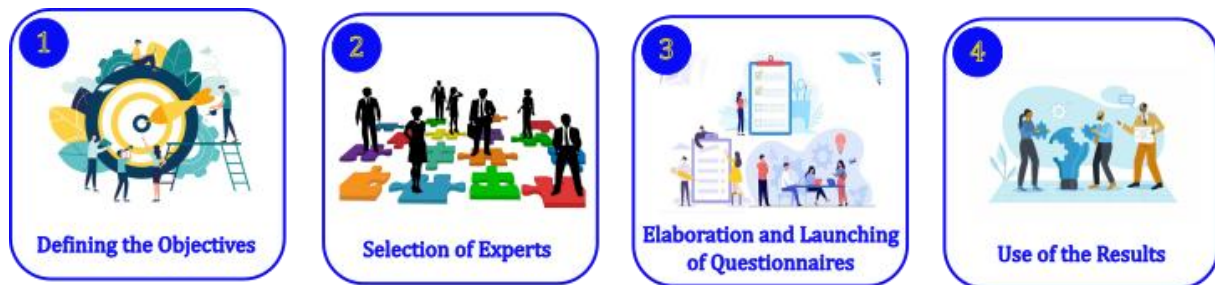 1
Defining the Objectives
2
Selection of Experts
3
Elaboration and Launching
of Questionnaires
4
Use of the Results